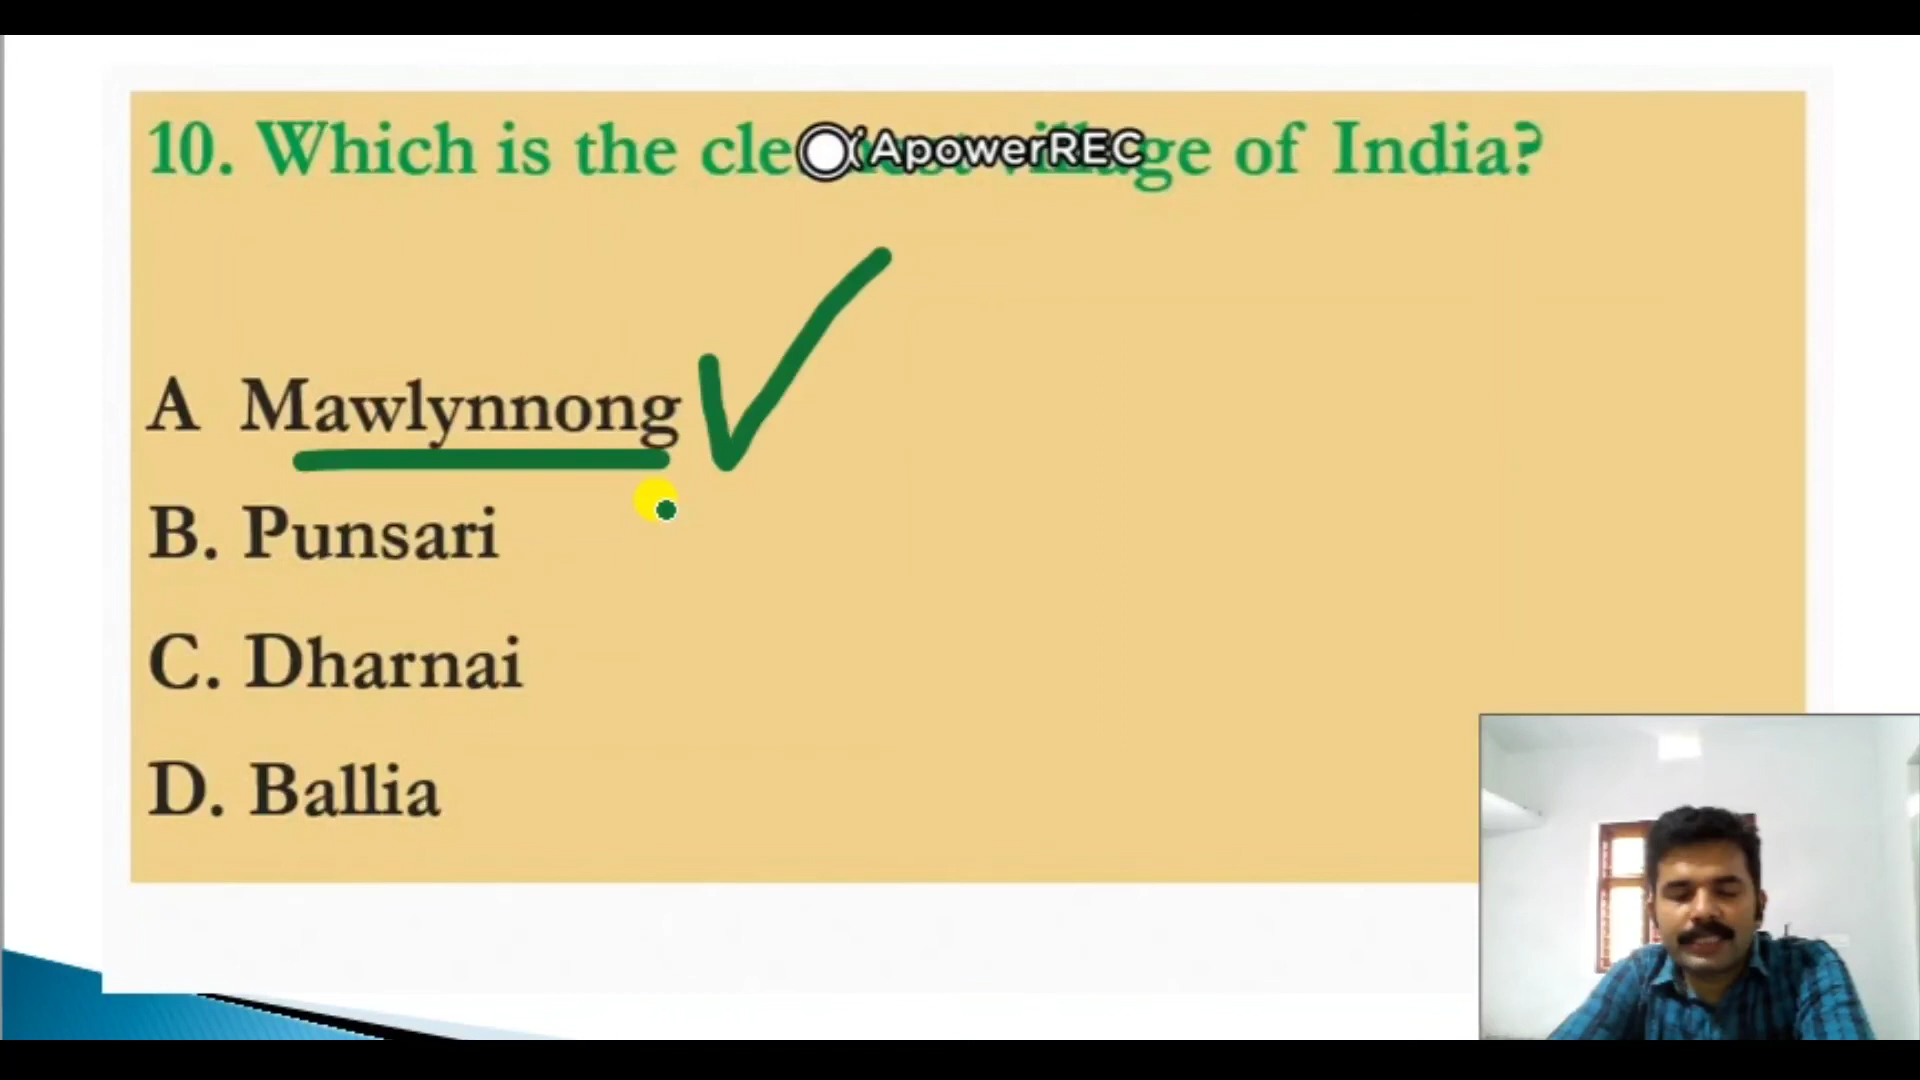 10. Which is the cleanest village of India?
ApowerREC
A Mawlynnong
B. Punsari
C. Dharnai
D. Ballia